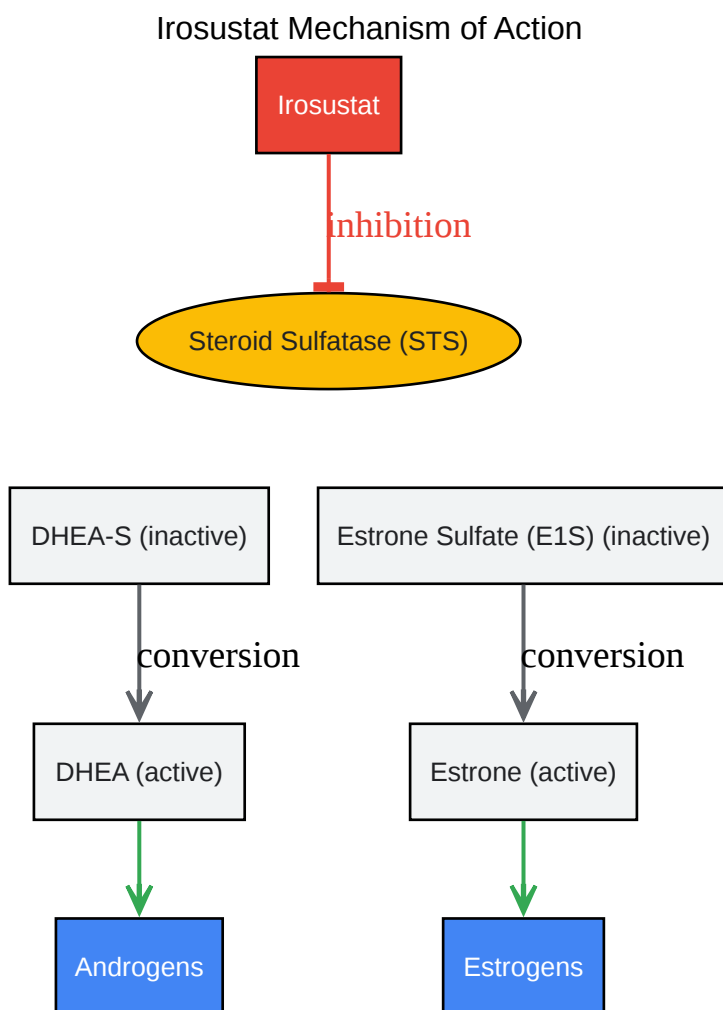 Irosustat Mechanism of Action
Irosustat
inhibition
Steroid Sulfatase (STS)
DHEA-S (inactive)
Estrone Sulfate (E1S) (inactive)
conversion
conversion
DHEA (active)
Estrone (active)
Androgens
Estrogens